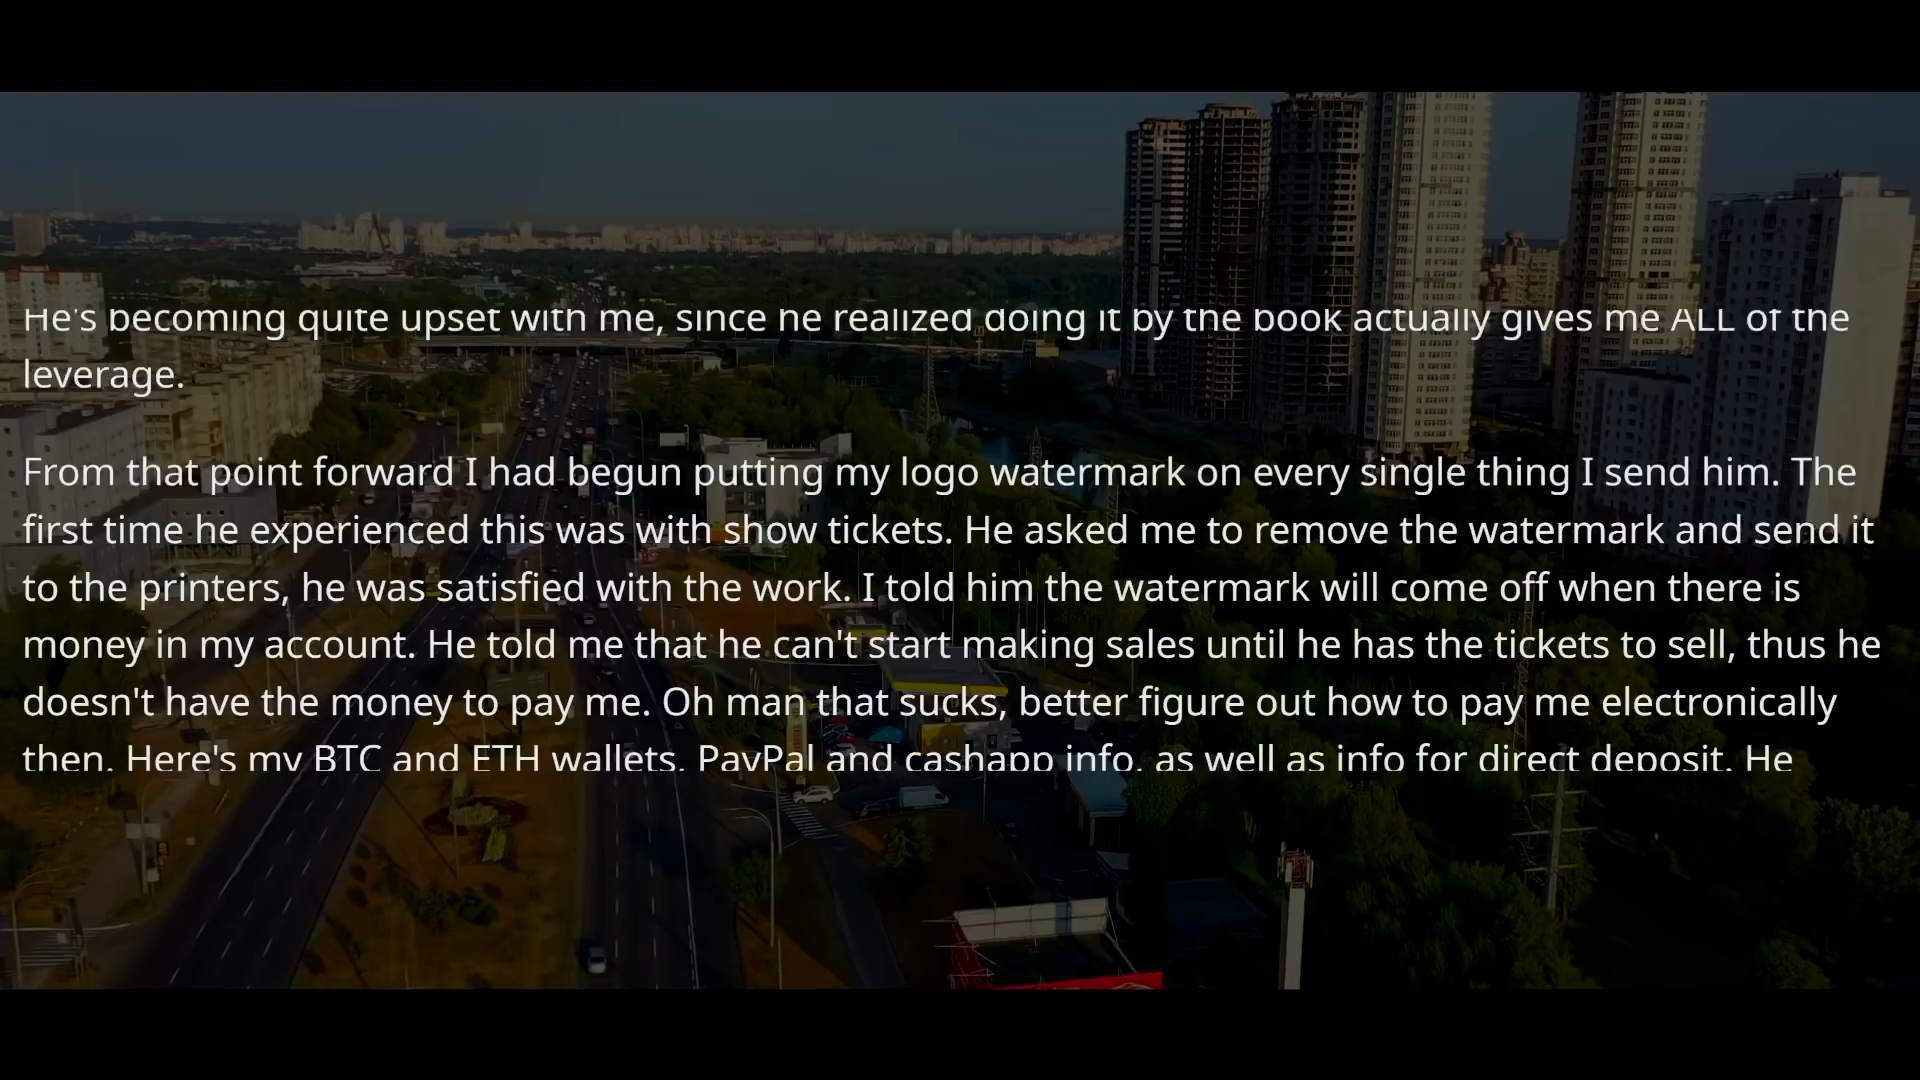 He's becoming quite upset with me, since he realized doing it by the book actually gives me ALL of the
leverage.
From that point forward I had begun putting my logo watermark on every single thing I send him. The
first time he experienced this was with show tickets. He asked me to remove the watermark and send it
to the printers, he was satisfied with the work. I told him the watermark will come off when there is
money in my account. He told me that he can't start making sales until he has the tickets to sell, thus he
doesn't have the money to pay me. Oh man that sucks, better figure out how to pay me electronically
then. Here's my BTC and ETH wallets, PayPal and cashapp info, as well as info for direct deposit. He